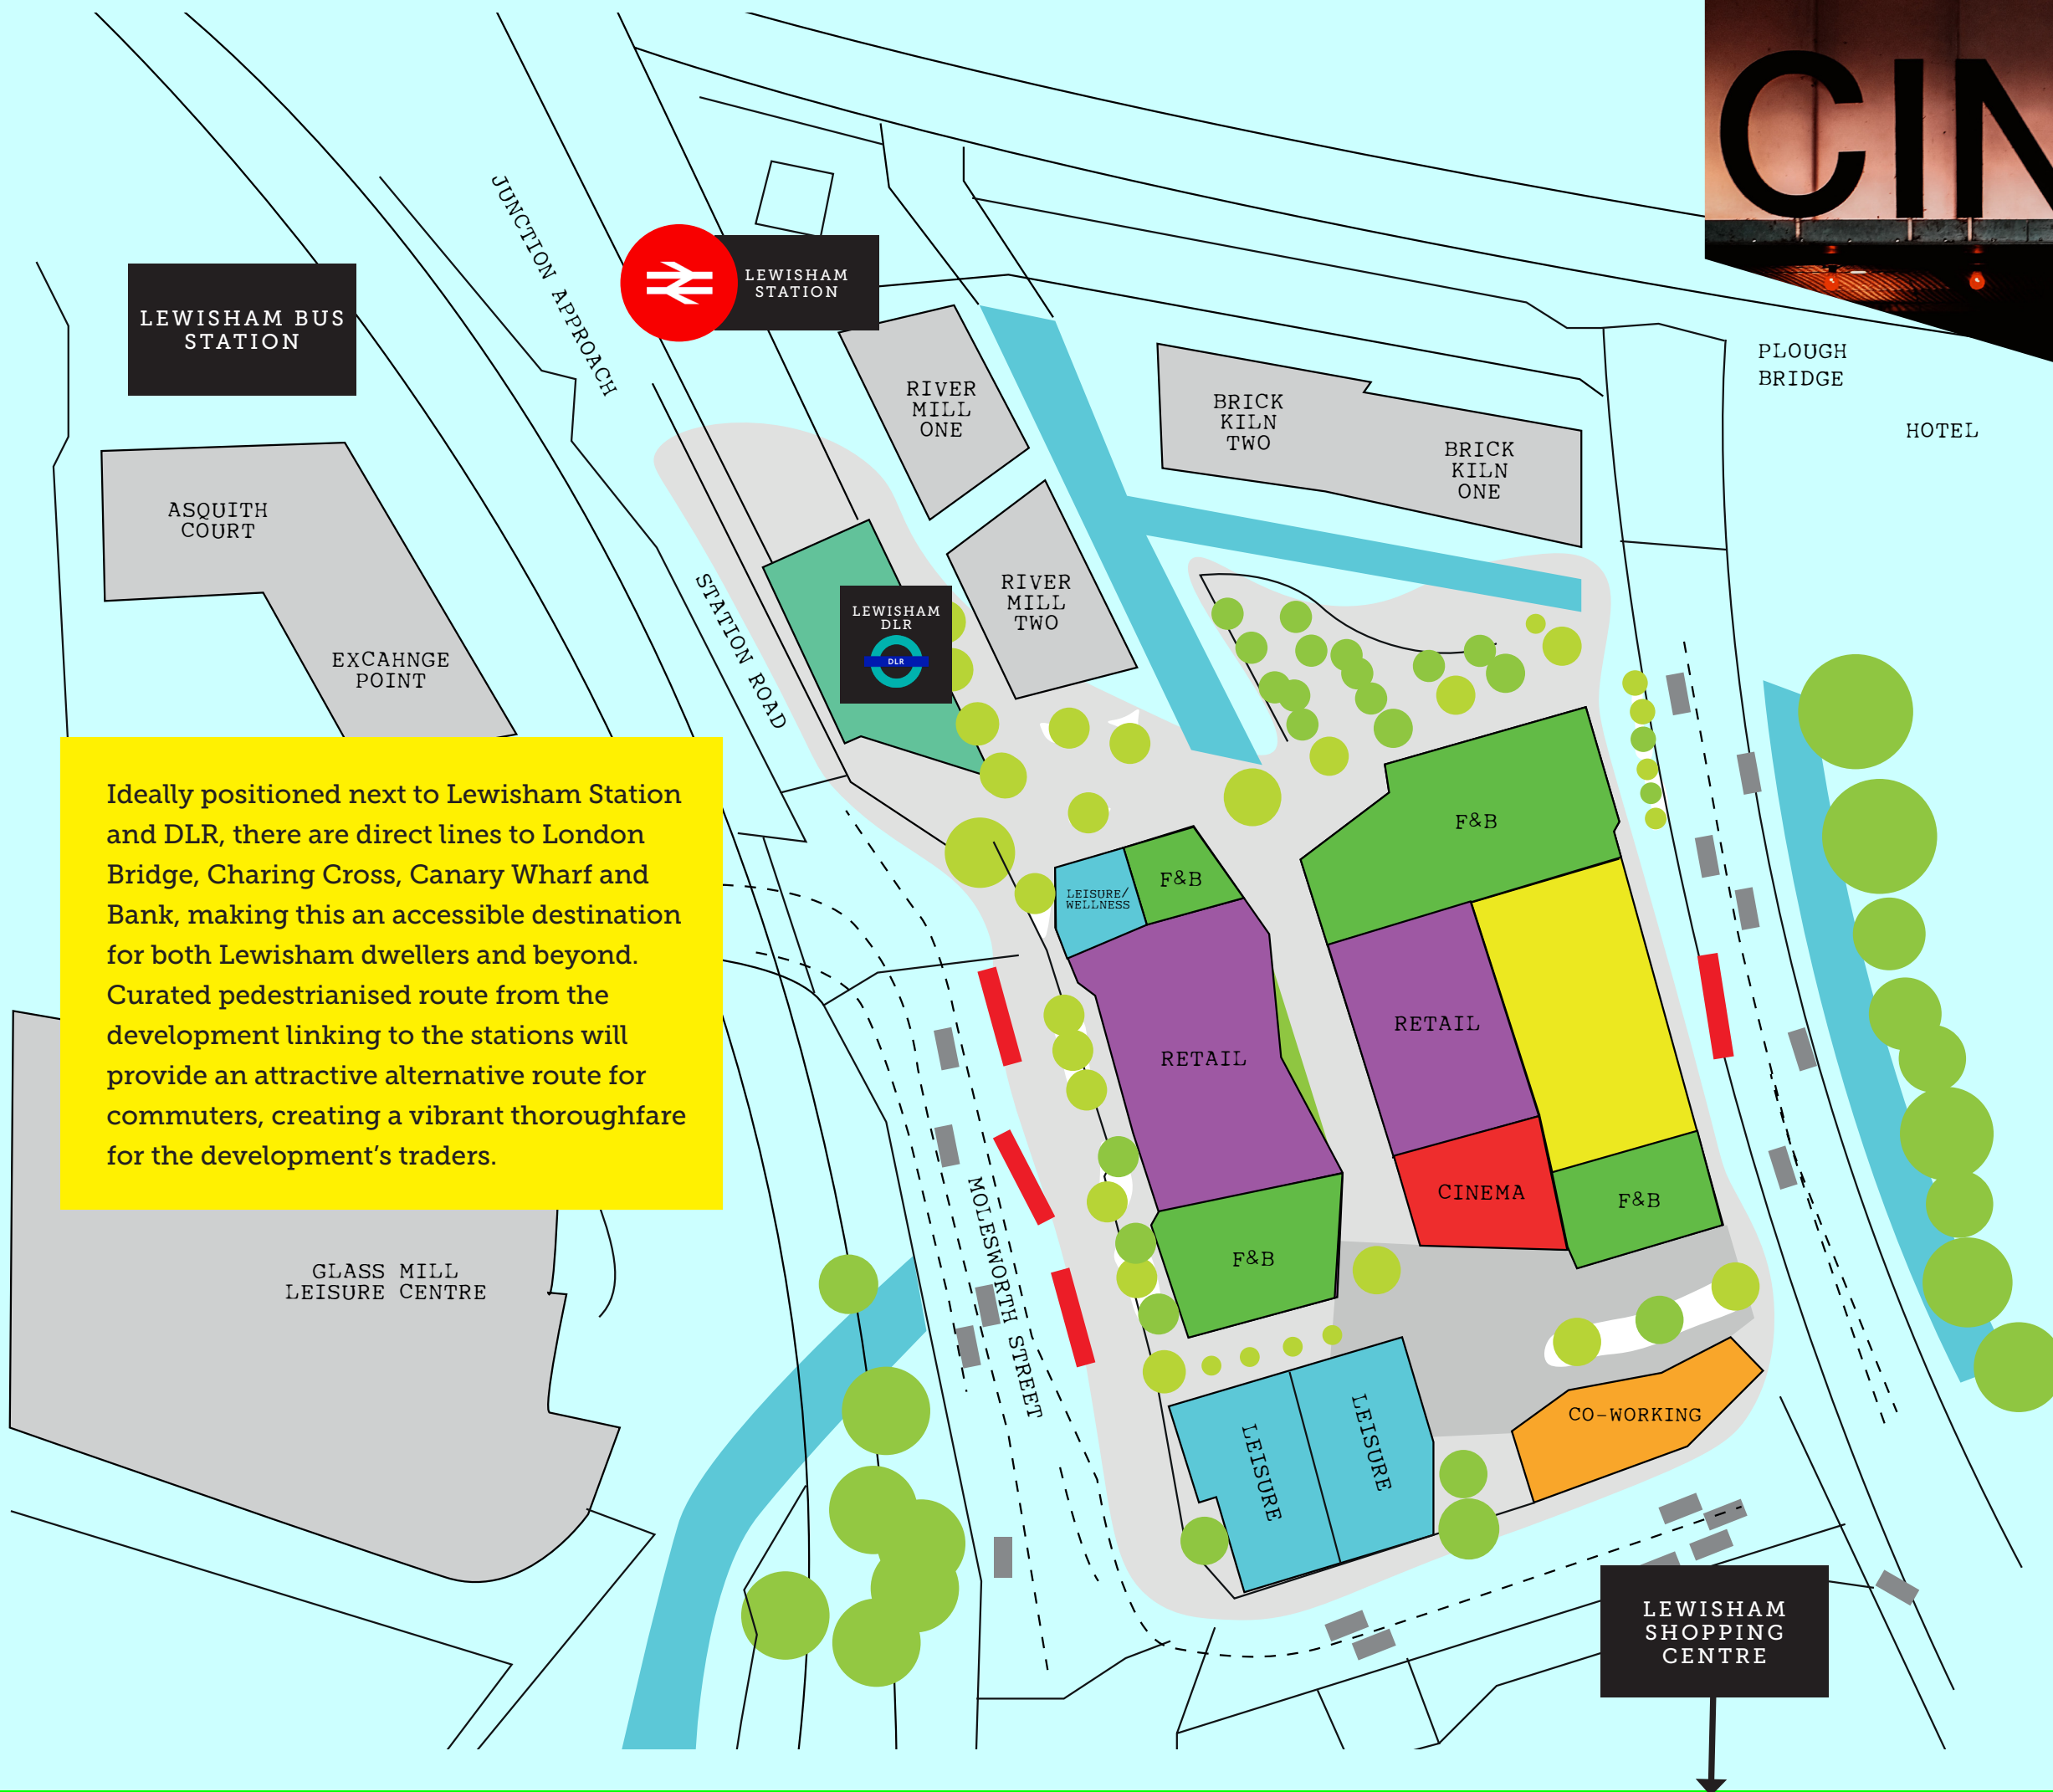 CIN
JUNCTION APPROACH
LEWISHAM
STATION
LEWISHAM BUS
STATION
PLOUGH
BRIDGE
HOTEL
RIVER
MILL
ONE
BRICK
KILN
TWO
BRICK
KILN
ONE
ASQUITH
COURT
EXCAHNGE
POINT
STATION ROAD
LEWISHAM
DLR
DLR
RIVER
MILL
TWO
Ideally positioned next to Lewisham Station
and DLR, there are direct lines to London
Bridge, Charing Cross, Canary Wharf and
Bank, making this an accessible destination
for both Lewisham dwellers and beyond.
Curated pedestrianised route from the
development linking to the stations will
provide an attractive alternative route for
commuters, creating a vibrant thoroughfare
for the development's traders.
F&B
LEISURE/
WELLNESS
F&B
RETAIL
RETAIL
CINEMA
F&B
F&B
MOLESWORTH STREET
GLASS MILL
LEISURE CENTRE
LEISURE
LEISURE
CO-WORKING
LEWISHAM
SHOPPING
CENTRE